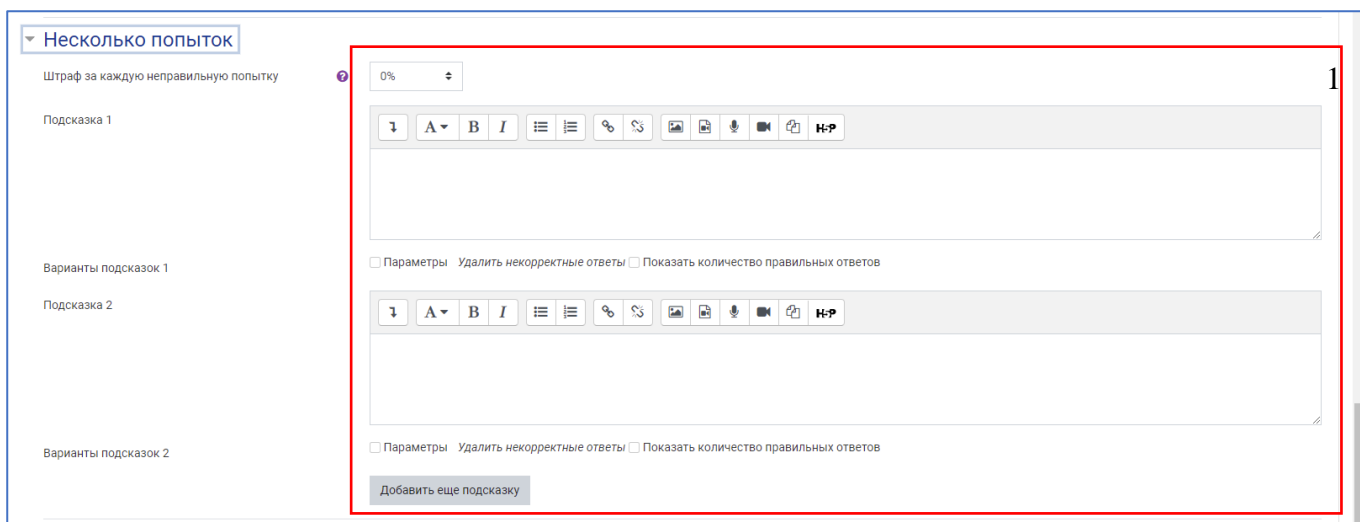 Несколько попыток
Штраф за каждую неправильную попытку ? 0% 1
Подсказка 1
A B I H-P
Варианты подсказок 1 Параметры Удалить некорректные ответы Показать количество правильных ответов
Подсказка 2
A B I H-P
Варианты подсказок 2 Параметры Удалить некорректные ответы Показать количество правильных ответов
Добавить еще подсказку